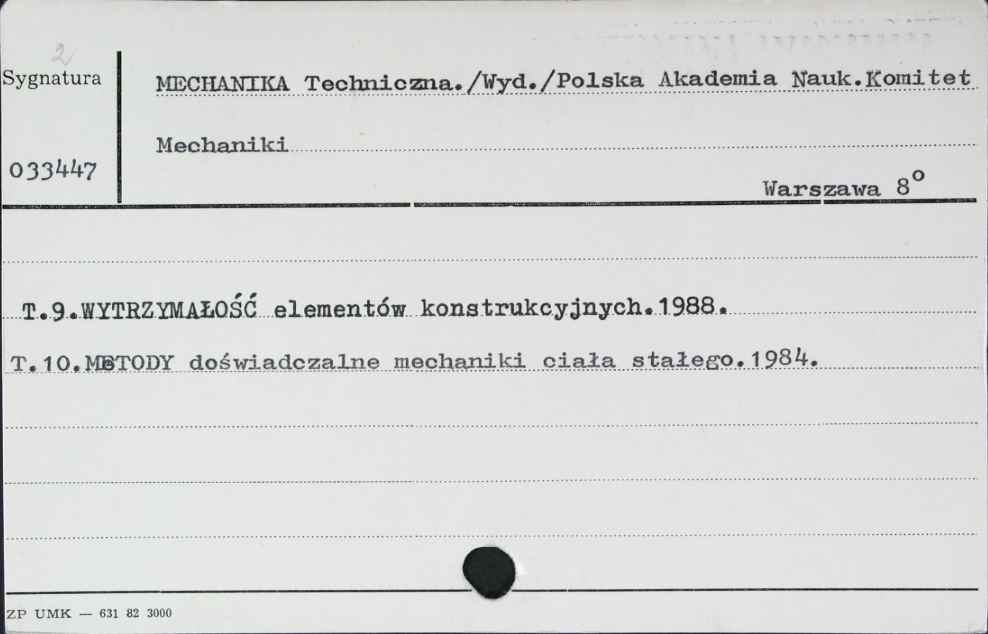 2
Sygnatura
MECHANIKA Techniczna./Wyd./Polska Akademia Nauk.Komitet
Mechaniki
033447
Warszawa 8°
T.9.WYTRZYMAŁOŚĆ elementów konstrukcyjnych.1988.
T.10.METODY doświadczalne mechaniki ciała stałego.1984.
ZP UMK — 631 82 3000